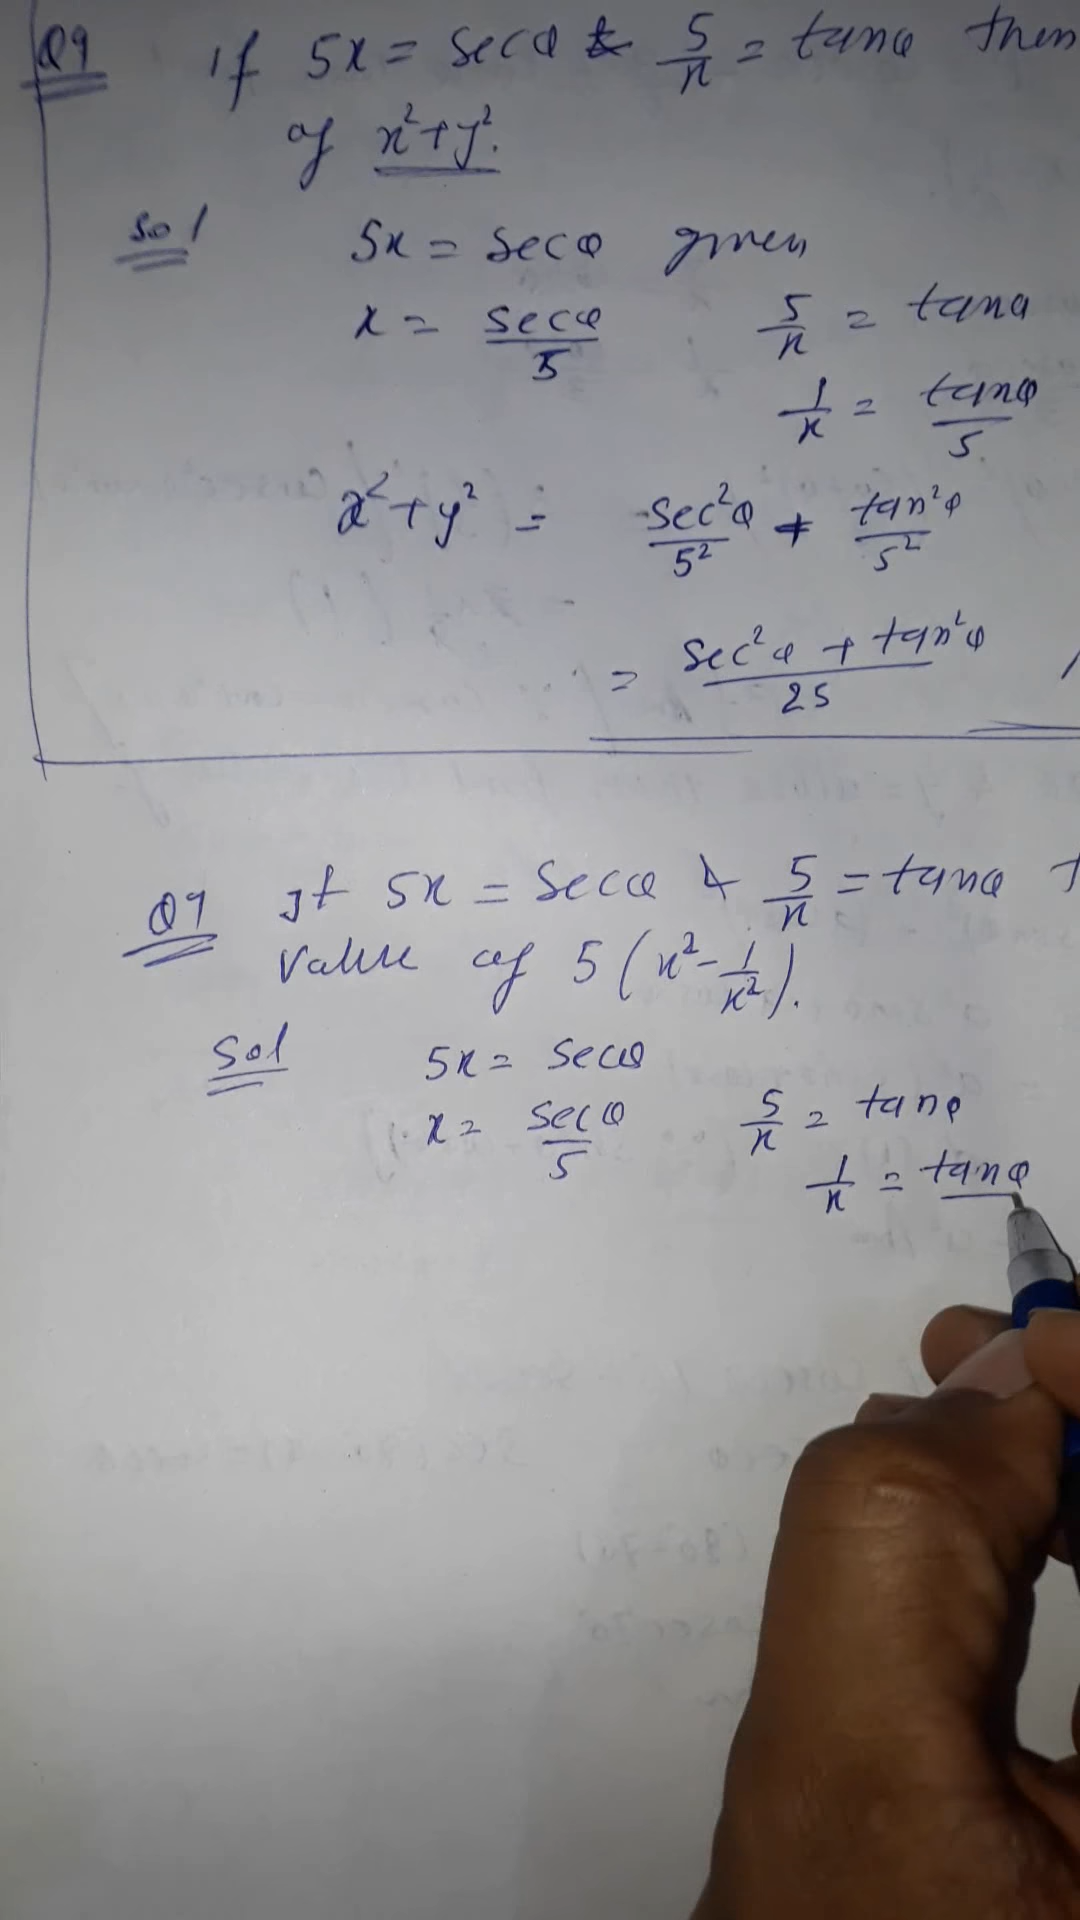 Q9 if 5x = secθ & 5/x = tanθ then
of x²+y².
Sol 5x = secθ given
x = secθ/5 5/x = tanθ
1/x = tanθ/5
x²+y² = sec²θ/5² + tan²θ/5²
= sec²θ + tan²θ/25
Q9 If 5x = secθ & 5/x = tanθ
value of 5(x² - 1/x²).
Sol 5x = secθ
x = secθ/5 5/x = tanθ
1/x = tanθ